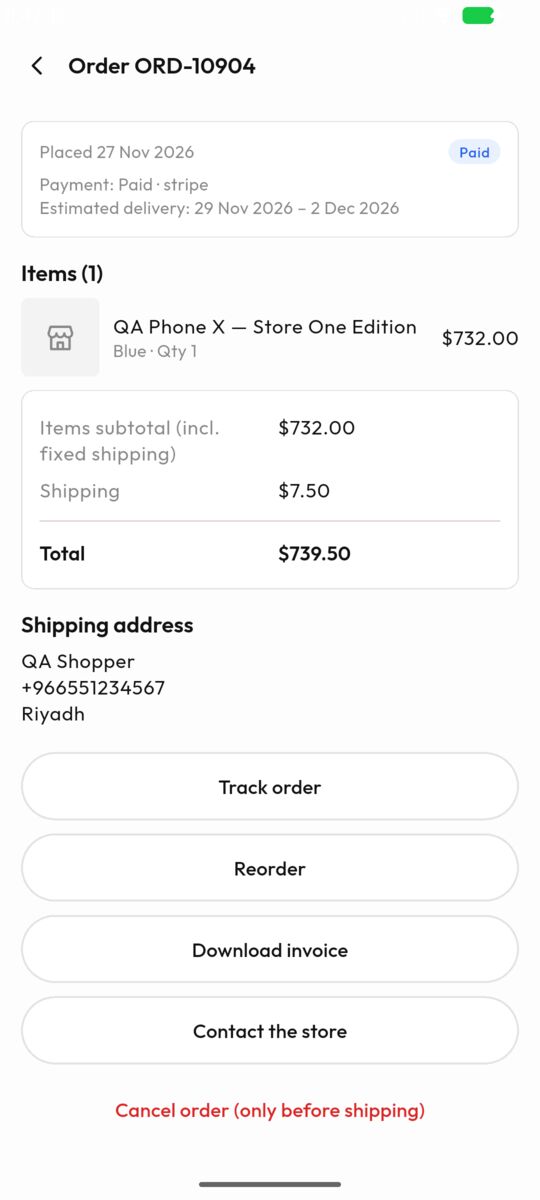 Order ORD-10904
Placed 27 Nov 2026
Paid
Payment: Paid · stripe
Estimated delivery: 29 Nov 2026 – 2 Dec 2026
Items (1)
QA Phone X — Store One Edition
$732.00
Blue · Qty 1
Items subtotal (incl.
fixed shipping)
$732.00
Shipping
$7.50
Total
$739.50
Shipping address
QA Shopper
+966551234567
Riyadh
Track order
Reorder
Download invoice
Contact the store
Cancel order (only before shipping)